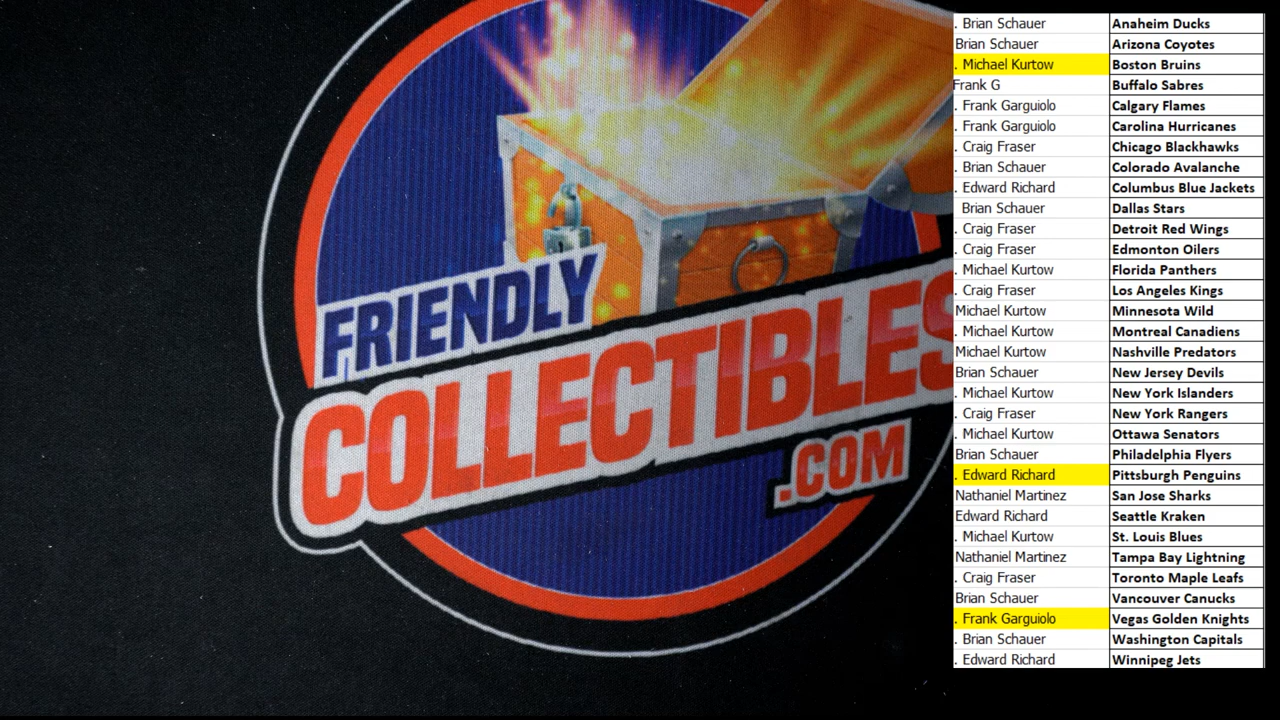 FRIENDLY
COLLECTIBLES
.COM
. Brian Schauer Anaheim Ducks
Brian Schauer Arizona Coyotes
. Michael Kurtow Boston Bruins
Frank G Buffalo Sabres
. Frank Garguiolo Calgary Flames
. Frank Garguiolo Carolina Hurricanes
. Craig Fraser Chicago Blackhawks
. Brian Schauer Colorado Avalanche
. Edward Richard Columbus Blue Jackets
Brian Schauer Dallas Stars
. Craig Fraser Detroit Red Wings
. Craig Fraser Edmonton Oilers
. Michael Kurtow Florida Panthers
. Craig Fraser Los Angeles Kings
Michael Kurtow Minnesota Wild
. Michael Kurtow Montreal Canadiens
Michael Kurtow Nashville Predators
Brian Schauer New Jersey Devils
. Michael Kurtow New York Islanders
. Craig Fraser New York Rangers
. Michael Kurtow Ottawa Senators
Brian Schauer Philadelphia Flyers
. Edward Richard Pittsburgh Penguins
Nathaniel Martinez San Jose Sharks
Edward Richard Seattle Kraken
. Michael Kurtow St. Louis Blues
Nathaniel Martinez Tampa Bay Lightning
. Craig Fraser Toronto Maple Leafs
Brian Schauer Vancouver Canucks
. Frank Garguiolo Vegas Golden Knights
. Brian Schauer Washington Capitals
. Edward Richard Winnipeg Jets